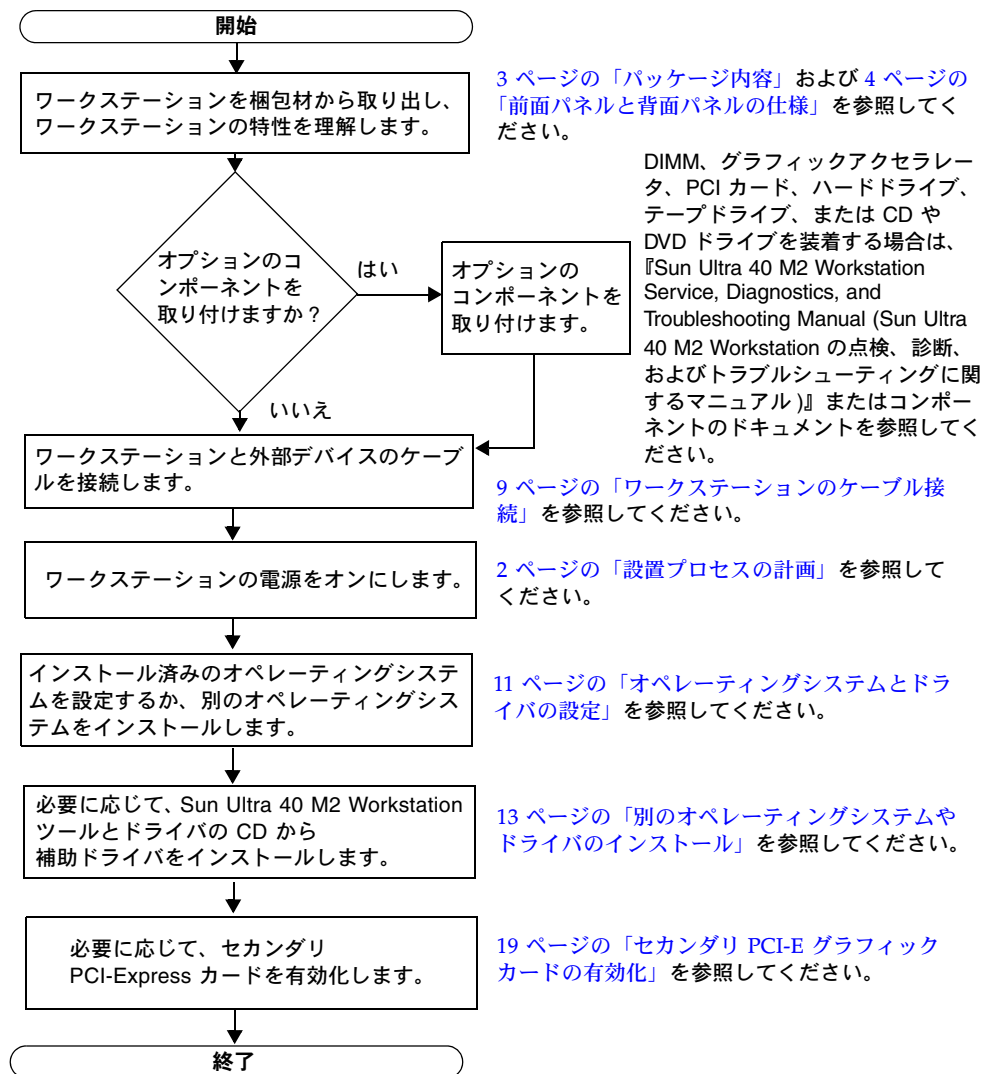 開始
ワークステーションを梱包材から取り出し、
ワークステーションの特性を理解します。
3 ページの「パッケージ内容」および 4 ページの
「前面パネルと背面パネルの仕様」を参照してく
ださい。
オプションのコ
ンポーネントを
取り付けますか ?
はい
オプションの
コンポーネントを
取り付けます。
DIMM、グラフィックアクセラレー
タ、PCI カード、ハードドライブ、
テープドライブ、または CD や
DVD ドライブを装着する場合は、
『Sun Ultra 40 M2 Workstation
Service, Diagnostics, and
Troubleshooting Manual (Sun Ultra
40 M2 Workstation の点検、診断、
およびトラブルシューティングに関
するマニュアル )』またはコンポー
ネントのドキュメントを参照してく
ださい。
いいえ
ワークステーションと外部デバイスのケーブ
ルを接続します。
9 ページの「ワークステーションのケーブル接
続」を参照してください。
ワークステーションの電源をオンにします。
2 ページの「設置プロセスの計画」を参照して
ください。
インストール済みのオペレーティングシステ
ムを設定するか、別のオペレーティングシス
テムをインストールします。
11 ページの「オペレーティングシステムとドラ
イバの設定」を参照してください。
必要に応じて、Sun Ultra 40 M2 Workstation
ツールとドライバの CD から
補助ドライバをインストールします。
13 ページの「別のオペレーティングシステムや
ドライバのインストール」を参照してください。
必要に応じて、セカンダリ
PCI-Express カードを有効化します。
19 ページの「セカンダリ PCI-E グラフィック
カードの有効化」を参照してください。
終了